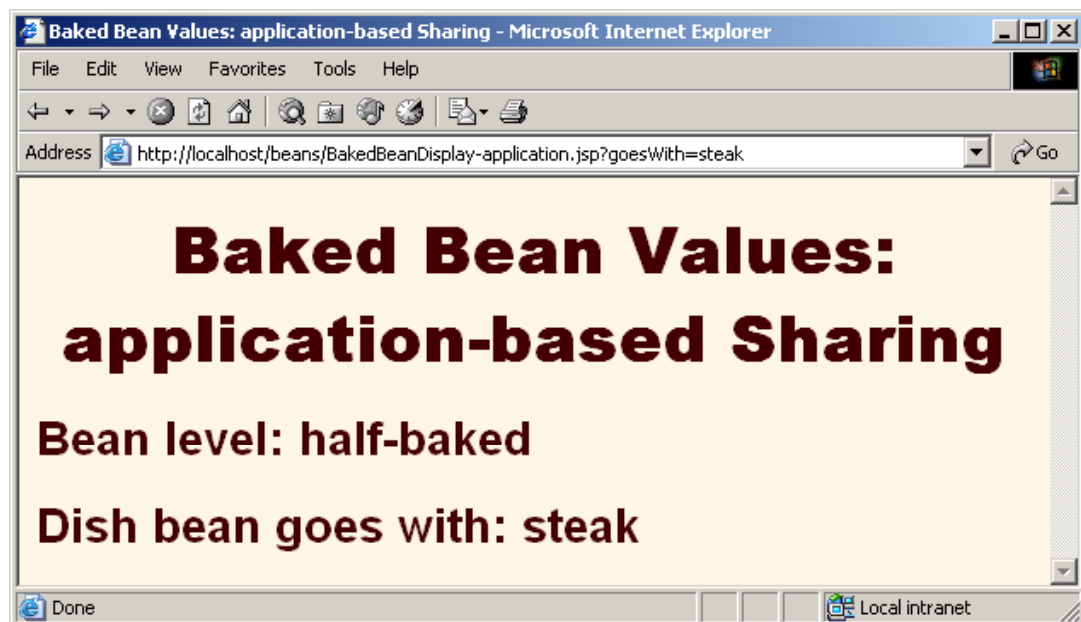 Baked Bean Values: application-based Sharing - Microsoft Internet Explorer
File Edit View Favorites Tools Help
Address http://localhost/beans/BakedBeanDisplay-application.jsp?goesWith=steak Go
Baked Bean Values:
application-based Sharing
Bean level: half-baked
Dish bean goes with: steak
Done Local intranet